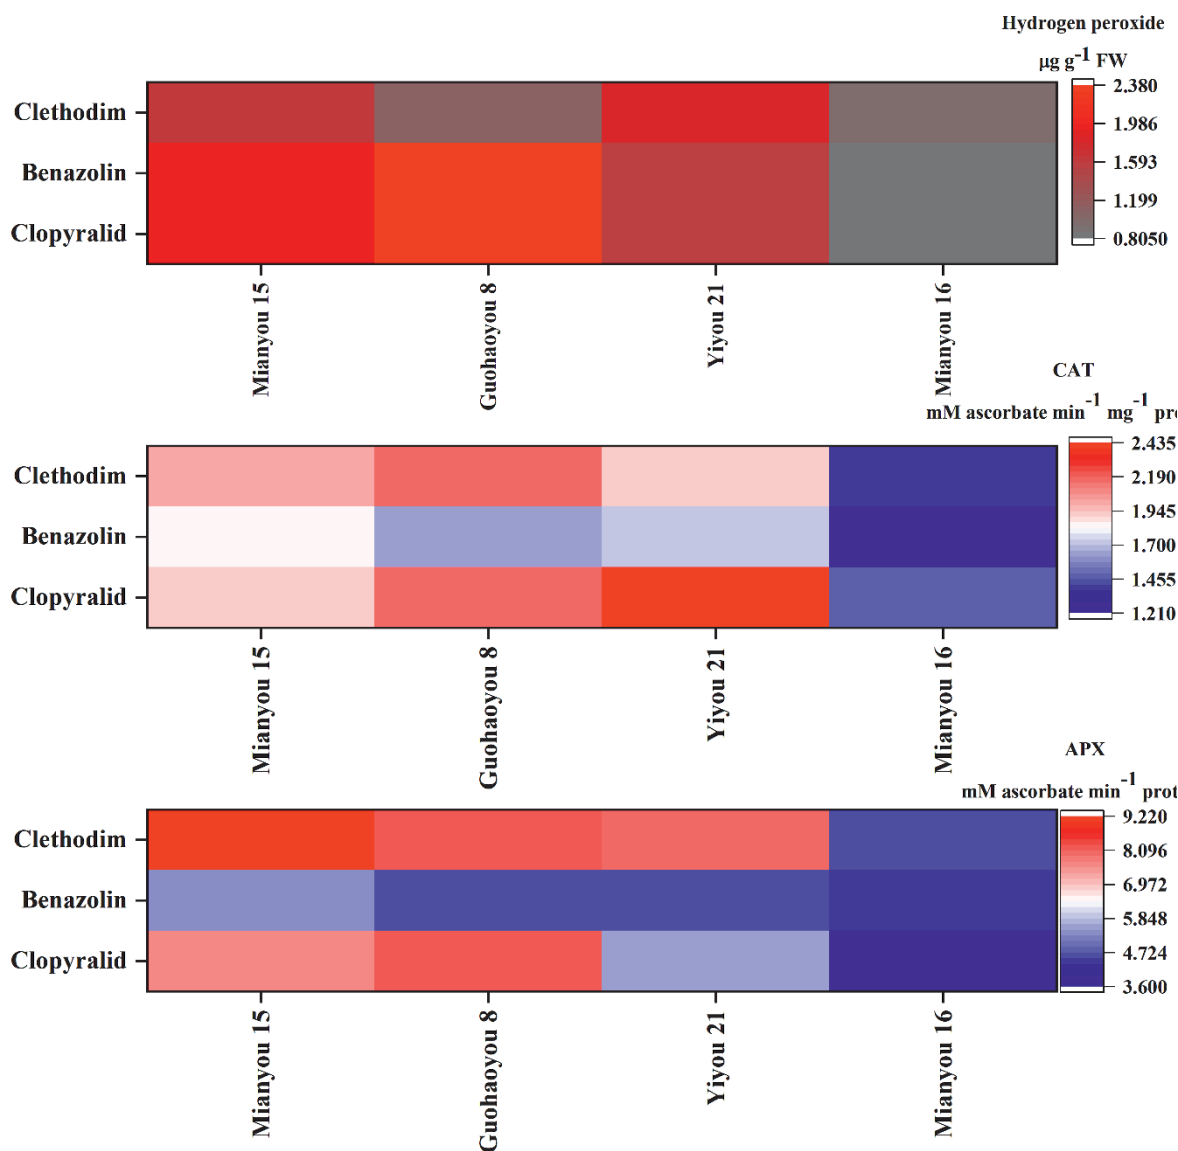 Hydrogen peroxide
µg g-1 FW
Clethodim
Benazolin
Clopyralid
2.380
1.986
1.593
1.199
0.8050
Mianyou 15
Guohaoyou 8
Yiyou 21
Mianyou 16
CAT
mM ascorbate min-1 mg-1 pro
Clethodim
Benazolin
Clopyralid
2.435
2.190
1.945
1.700
1.455
1.210
Mianyou 15
Guohaoyou 8
Yiyou 21
Mianyou 16
APX
mM ascorbate min-1 prot
Clethodim
Benazolin
Clopyralid
9.220
8.096
6.972
5.848
4.724
3.600
Mianyou 15
Guohaoyou 8
Yiyou 21
Mianyou 16